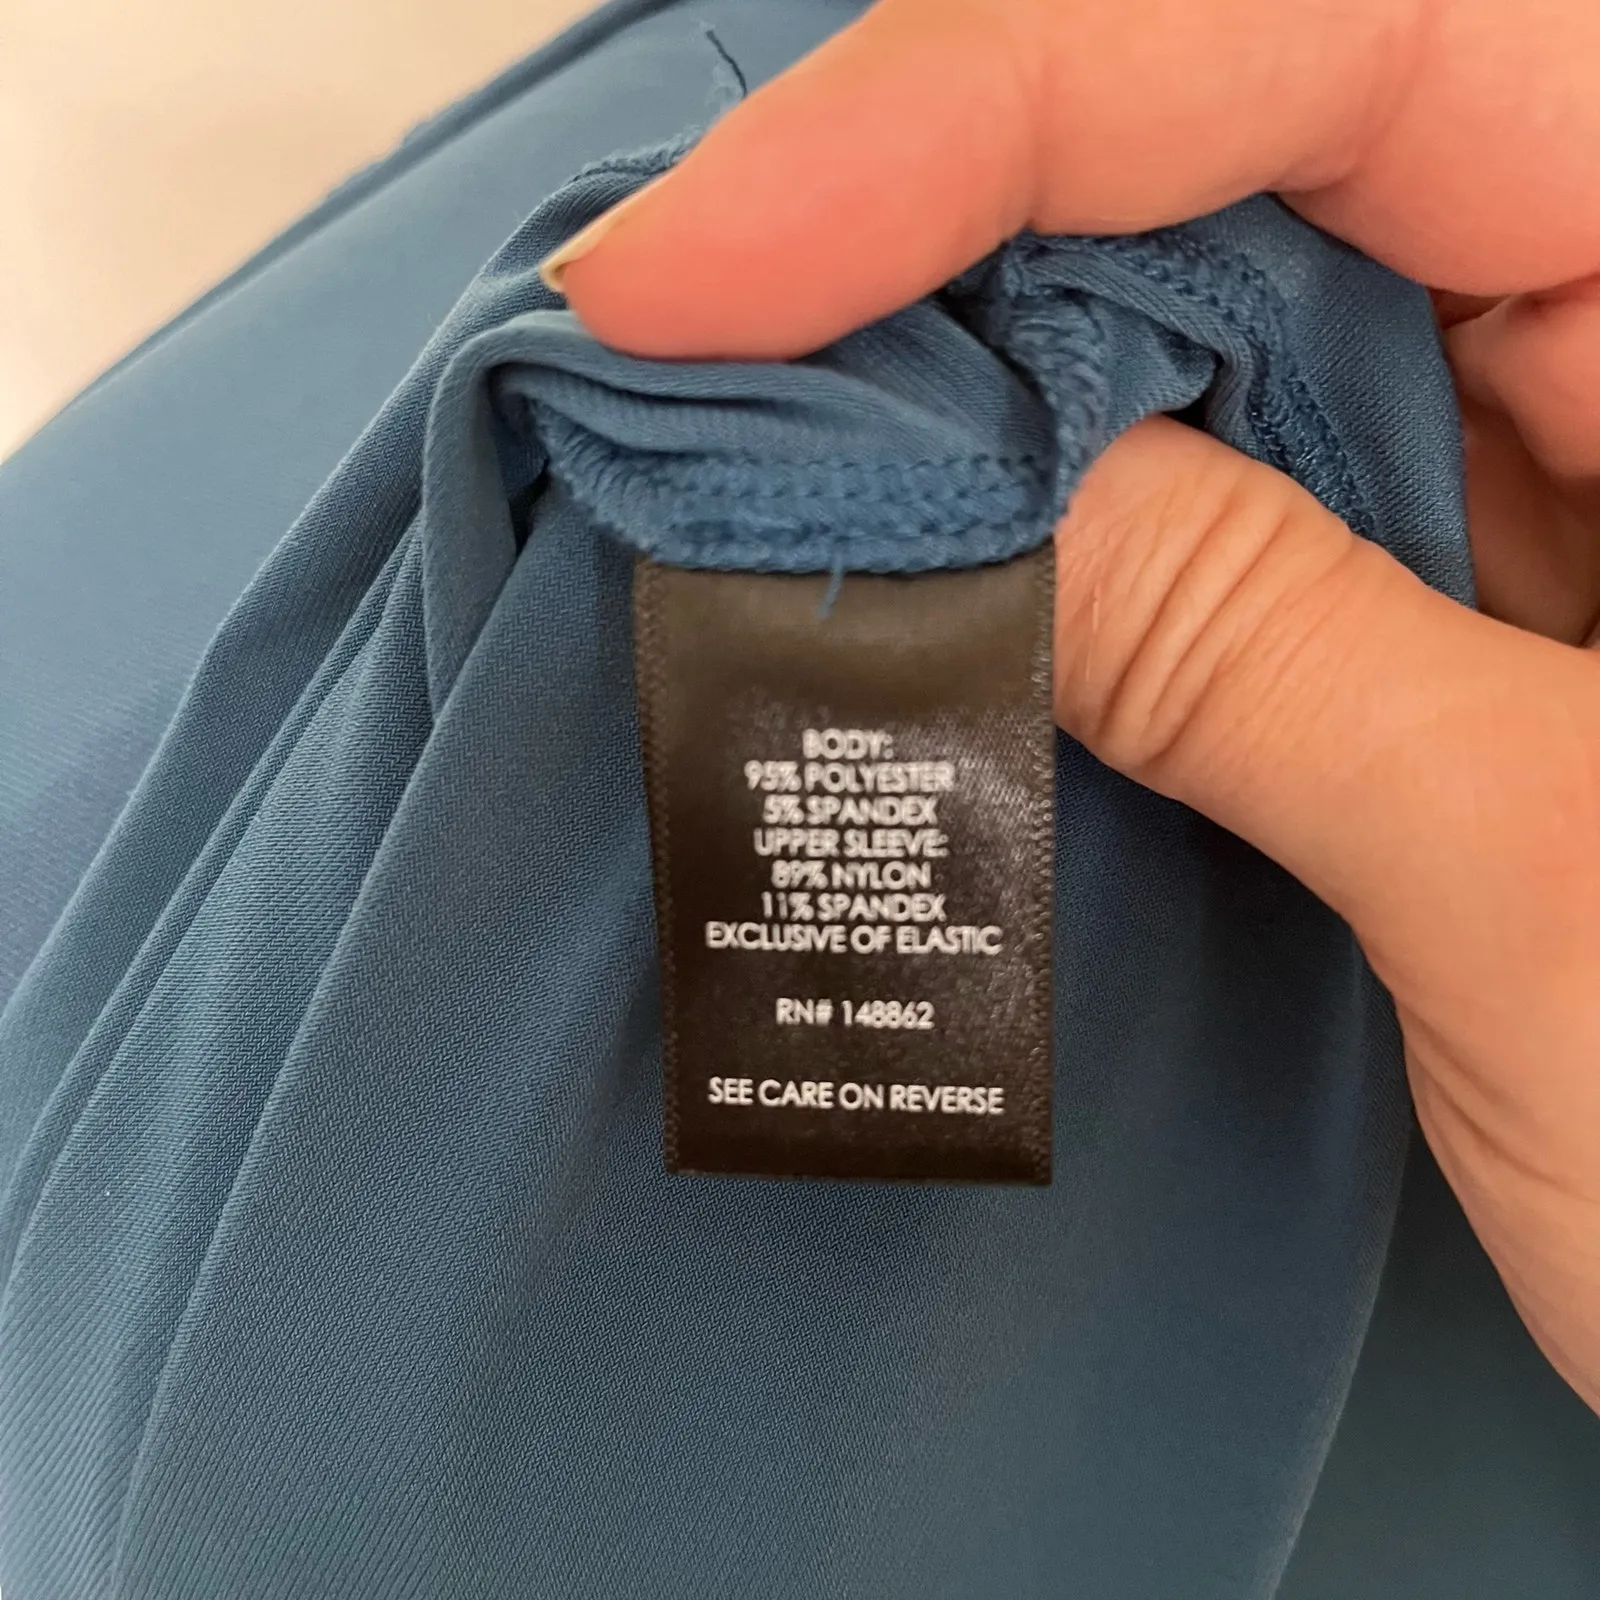 BODY:
95% POLYESTER
5% SPANDEX
UPPER SLEEVE:
89% NYLON
11% SPANDEX
EXCLUSIVE OF ELASTIC
RN# 148862
SEE CARE ON REVERSE